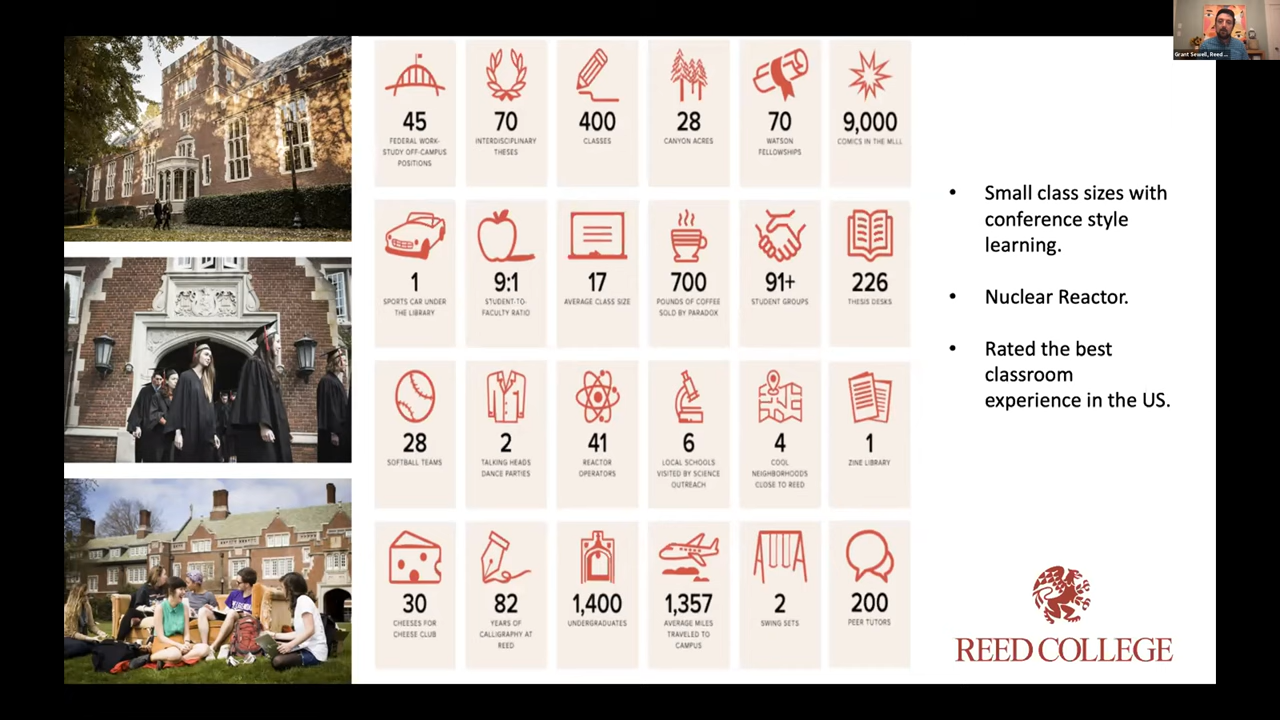 Grant Sewell, Reed ...
45
FEDERAL WORK-
STUDY OFF-CAMPUS
POSITIONS
70
INTERDISCIPLINARY
THESES
400
CLASSES
28
CANYON ACRES
70
WATSON
FELLOWSHIPS
9,000
COMICS IN THE MLLL
1
SPORTS CAR UNDER
THE LIBRARY
9:1
STUDENT-TO-
FACULTY RATIO
17
AVERAGE CLASS SIZE
700
POUNDS OF COFFEE
SOLD BY PARADOX
91+
STUDENT GROUPS
226
THESIS DESKS
28
SOFTBALL TEAMS
2
TALKING HEADS
DANCE PARTIES
41
REACTOR
OPERATORS
6
LOCAL SCHOOLS
VISITED BY SCIENCE
OUTREACH
4
COOL
NEIGHBORHOODS
CLOSE TO REED
1
ZINE LIBRARY
30
CHEESES FOR
CHEESE CLUB
82
YEARS OF
CALLIGRAPHY AT
REED
1,400
UNDERGRADUATES
1,357
AVERAGE MILES
TRAVELED TO
CAMPUS
2
SWING SETS
200
PEER TUTORS
• Small class sizes with
conference style
learning.
• Nuclear Reactor.
• Rated the best
classroom
experience in the US.
REED COLLEGE